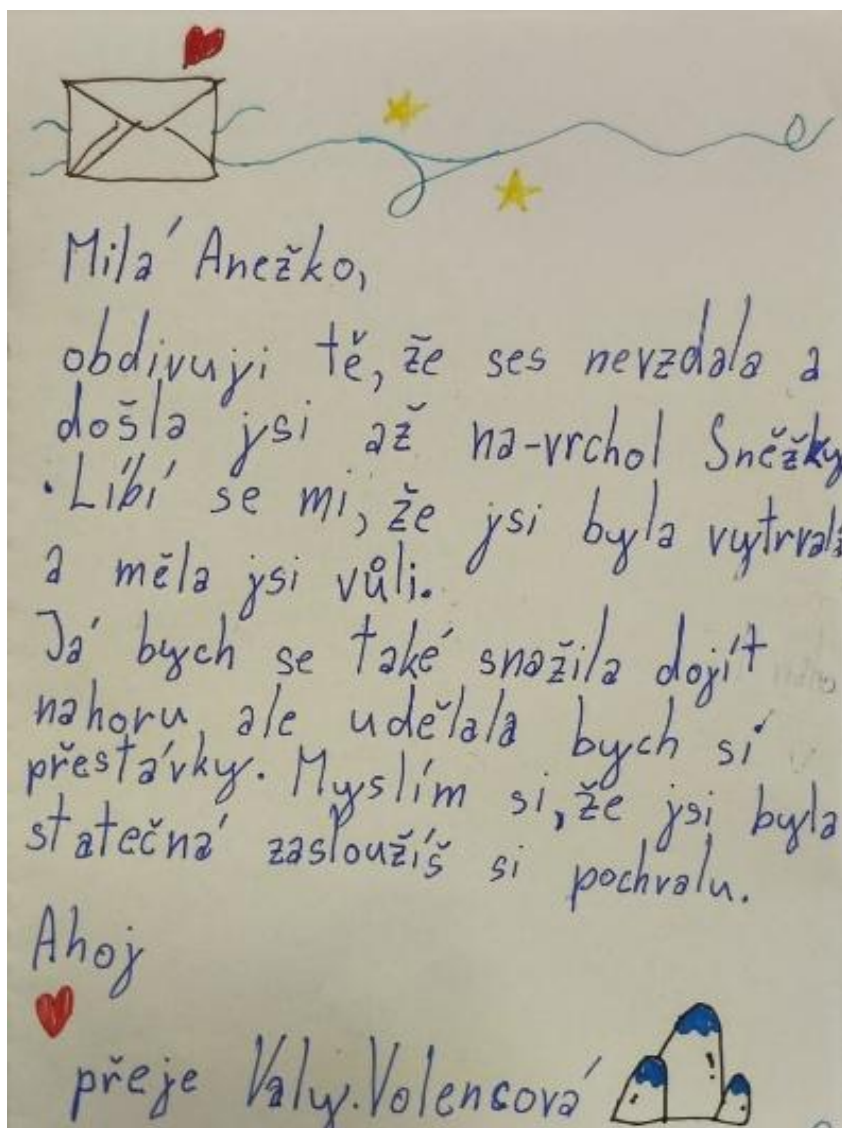 Milá Anežko,
obdivuji tě, že ses nevzdala a
došla jsi až na-vrchol Sněžky
. Líbí se mi, že jsi byla vytrvalá
a měla jsi vůli.
Já bych se také snažila dojít
nahoru, ale udělala bych si
přestávky. Myslím si, že jsi byla
statečná zasloužíš si pochvalu.
Ahoj
přeje Valy. Volencová